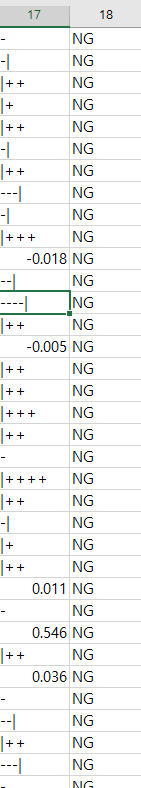 17 18
- NG
-| NG
|++ NG
|+ NG
|++ NG
-| NG
|++ NG
---| NG
-| NG
|+++ NG
-0.018 NG
--| NG
----| NG
|++ NG
-0.005 NG
|++ NG
|++ NG
|+++ NG
|++ NG
- NG
|++++ NG
|++ NG
-| NG
|+ NG
|++ NG
0.011 NG
- NG
0.546 NG
|++ NG
0.036 NG
- NG
--| NG
|++ NG
---| NG
- NG